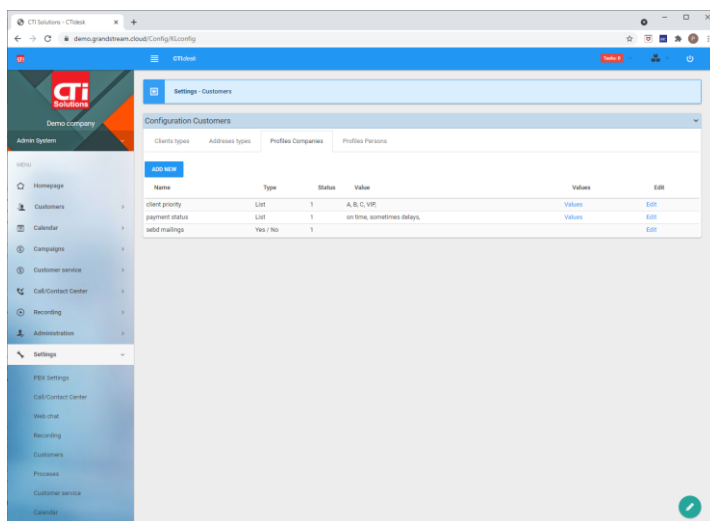 CTI Solutions - CTIdesk
demo.grandstream.cloud/Config/KLconfig
CTi
CTIdesk
CTi
Solutions
Demo company
Admin System
MENU
Homepage
Customers
Calendar
Campaigns
Customer service
Call/Contact Center
Recording
Administration
Settings
PBX Settings
Call/Contact Center
Web chat
Recording
Customers
Processes
Customer service
Calendar
Settings - Customers
Configuration Customers
Clients types Addreses types Profiles Companies Profiles Persons
ADD NEW
Name Type Status Value Values Edit
client priority List 1 A, B, C, VIP, Values Edit
payment status List 1 on time, sometimes delays, Values Edit
sebd mailings Yes / No 1 Edit